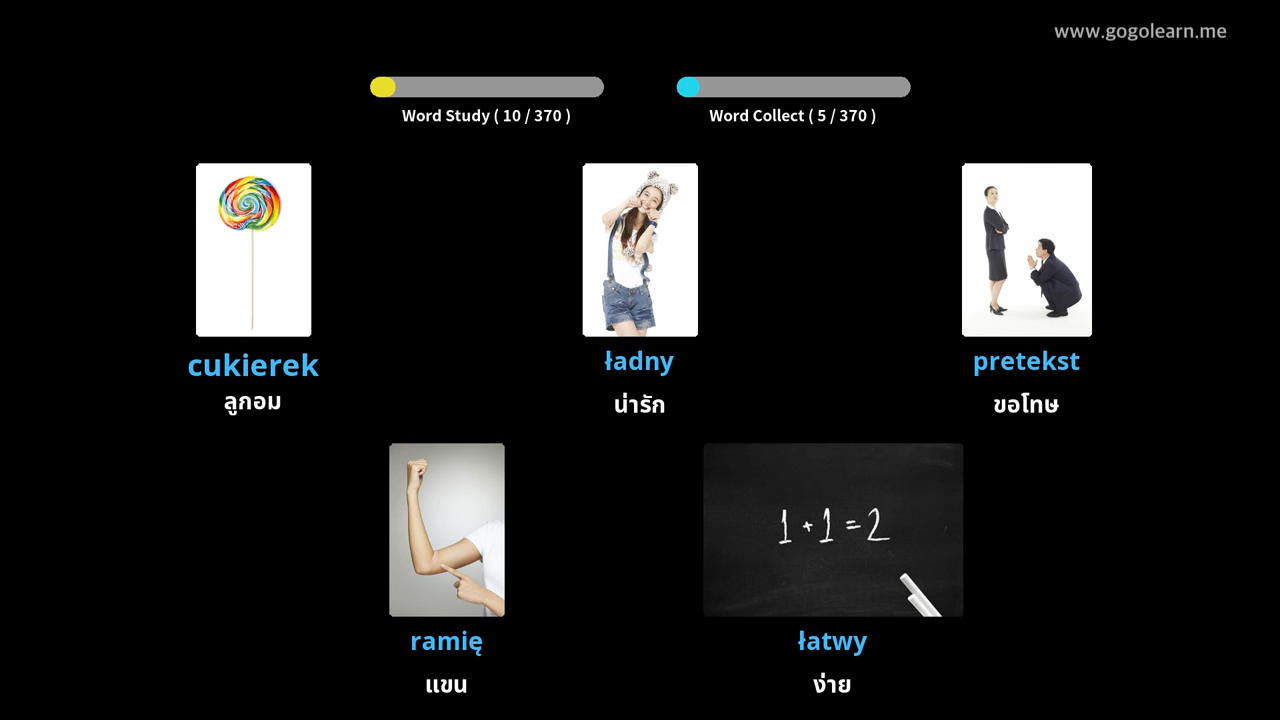 www.gogolearn.me
Word Study ( 10 / 370 )
Word Collect ( 5 / 370 )
cukierek
ลูกอม
ładny
น่ารัก
pretekst
ขอโทษ
1 + 1 = 2
ramię
แขน
łatwy
ง่าย